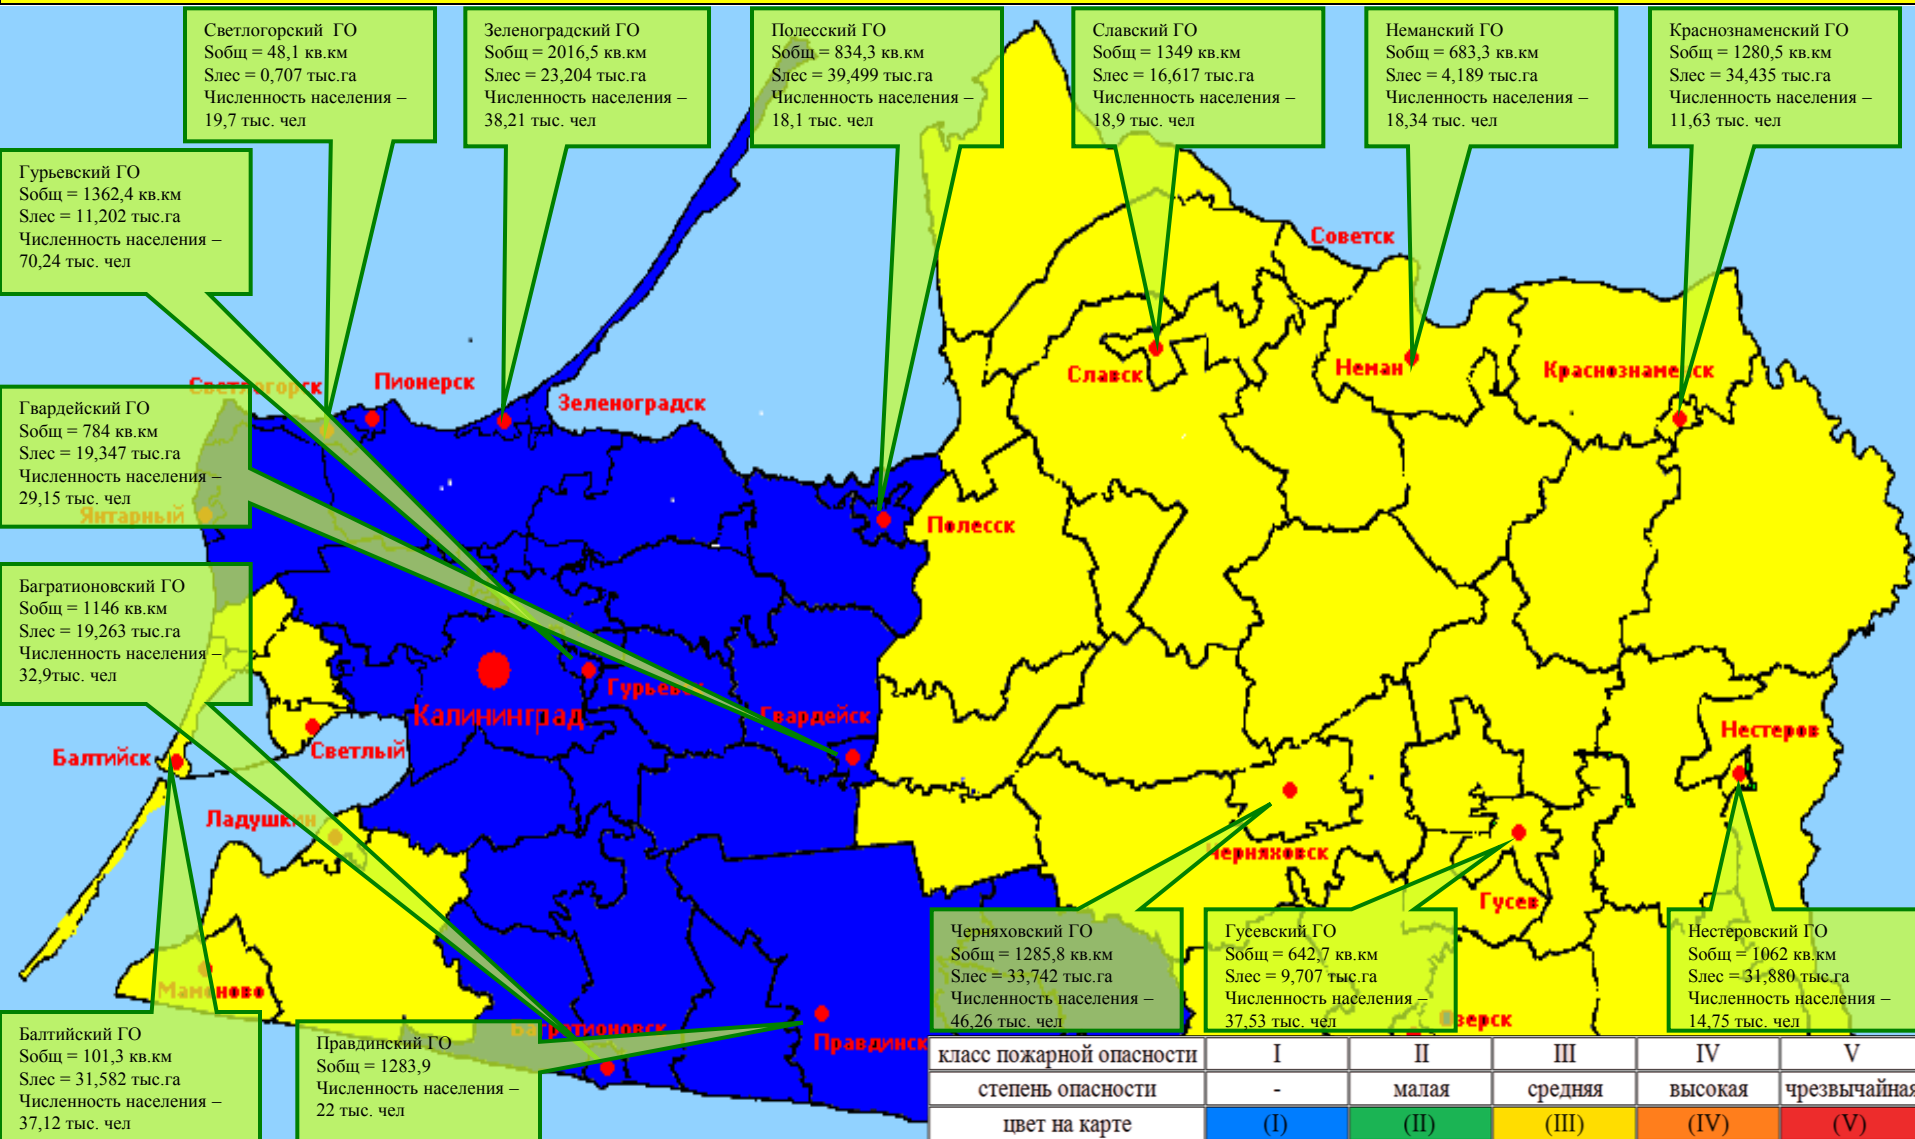 Светлогорский ГО
Sобщ = 48,1 кв.км
Sлес = 0,707 тыс.га
Численность населения –
19,7 тыс. чел
Зеленоградский ГО
Sобщ = 2016,5 кв.км
Sлес = 23,204 тыс.га
Численность населения –
38,21 тыс. чел
Полесский ГО
Sобщ = 834,3 кв.км
Sлес = 39,499 тыс.га
Численность населения –
18,1 тыс. чел
Славский ГО
Sобщ = 1349 кв.км
Sлес = 16,617 тыс.га
Численность населения –
18,9 тыс. чел
Неманский ГО
Sобщ = 683,3 кв.км
Sлес = 4,189 тыс.га
Численность населения –
18,34 тыс. чел
Краснознаменский ГО
Sобщ = 1280,5 кв.км
Sлес = 34,435 тыс.га
Численность населения –
11,63 тыс. чел
Гурьевский ГО
Sобщ = 1362,4 кв.км
Sлес = 11,202 тыс.га
Численность населения –
70,24 тыс. чел
Советск
Славск
Неман
Краснознаменск
Светлогорск
Пионерск
Зеленоградск
Гвардейский ГО
Sобщ = 784 кв.км
Sлес = 19,347 тыс.га
Численность населения –
29,15 тыс. чел
Янтарный
Полесск
Багратионовский ГО
Sобщ = 1146 кв.км
Sлес = 19,263 тыс.га
Численность населения –
32,9тыс. чел
Гурьевск
Калининград
Гвардейск
Нестеров
Балтийск
Светлый
Ладушкин
Черняховск
Гусев
Мамоново
Черняховский ГО
Sобщ = 1285,8 кв.км
Sлес = 33,742 тыс.га
Численность населения –
46,26 тыс. чел
Гусевский ГО
Sобщ = 642,7 кв.км
Sлес = 9,707 тыс.га
Численность населения –
37,53 тыс. чел
Нестеровский ГО
Sобщ = 1062 кв.км
Sлес = 31,880 тыс.га
Численность населения –
14,75 тыс. чел
Озерск
Балтийский ГО
Sобщ = 101,3 кв.км
Sлес = 31,582 тыс.га
Численность населения –
37,12 тыс. чел
Багратионовск
Правдинский ГО
Sобщ = 1283,9
Численность населения –
22 тыс. чел
Правдинск
класс пожарной опасности I II III IV V
степень опасности - малая средняя высокая чрезвычайная
цвет на карте (I) (II) (III) (IV) (V)